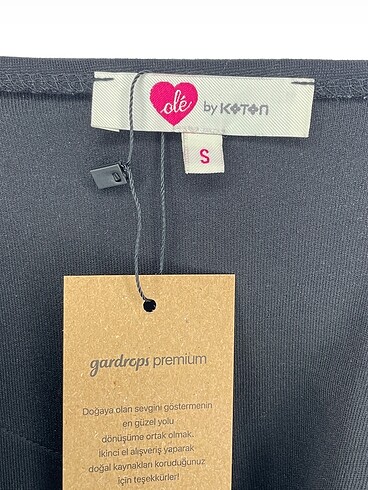 olé by KOTON
S
gardrops premium
Doğaya olan sevgini göstermenin
en güzel yolu
dönüşüme ortak olmak.
İkinci el alışveriş yaparak
doğal kaynakları koruduğunuz
için teşekkürler!